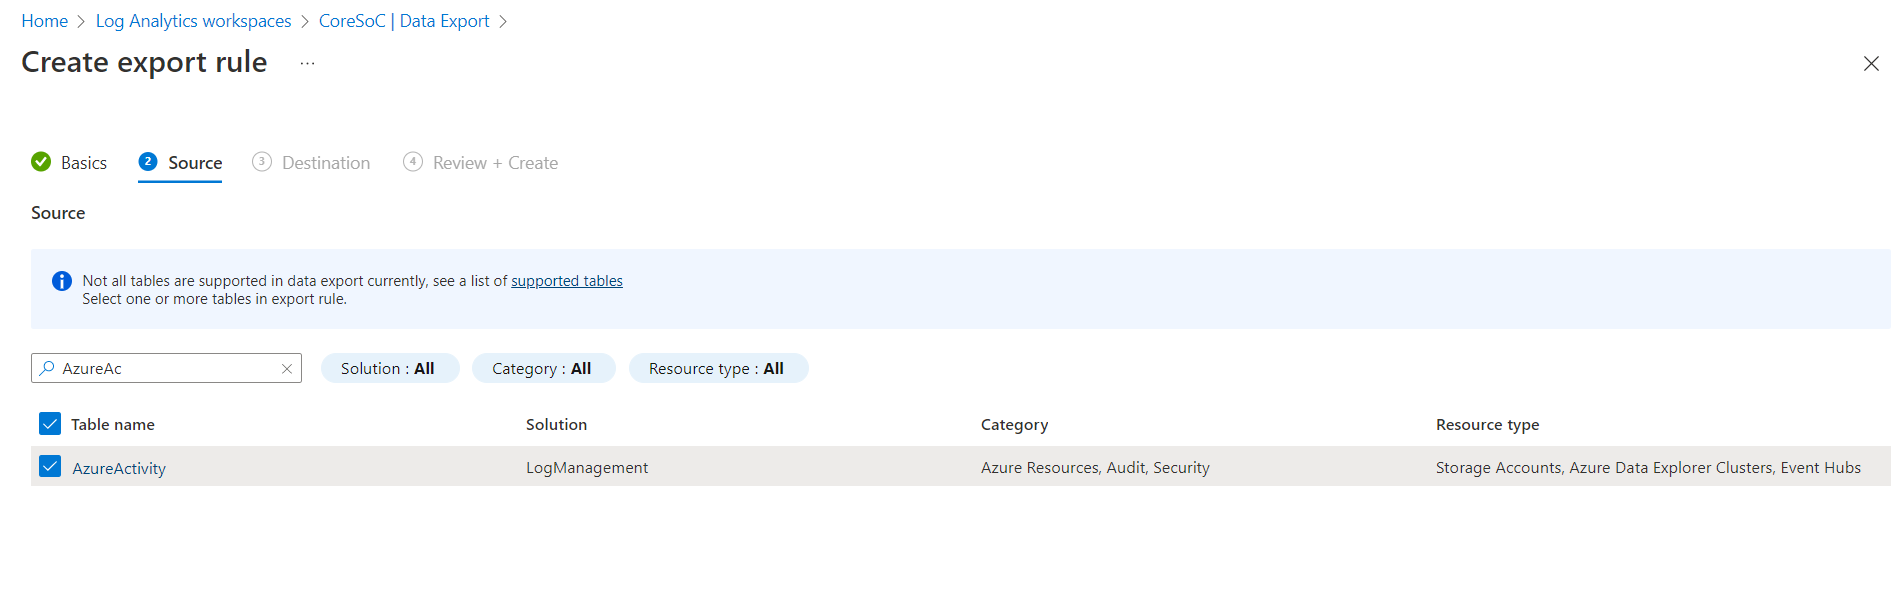 Home > Log Analytics workspaces > CoreSoC | Data Export >
Create export rule ...
Basics 2 Source 3 Destination 4 Review + Create
Source
Not all tables are supported in data export currently, see a list of supported tables
Select one or more tables in export rule.
AzureAc Solution : All Category : All Resource type : All
Table name Solution Category Resource type
AzureActivity LogManagement Azure Resources, Audit, Security Storage Accounts, Azure Data Explorer Clusters, Event Hubs